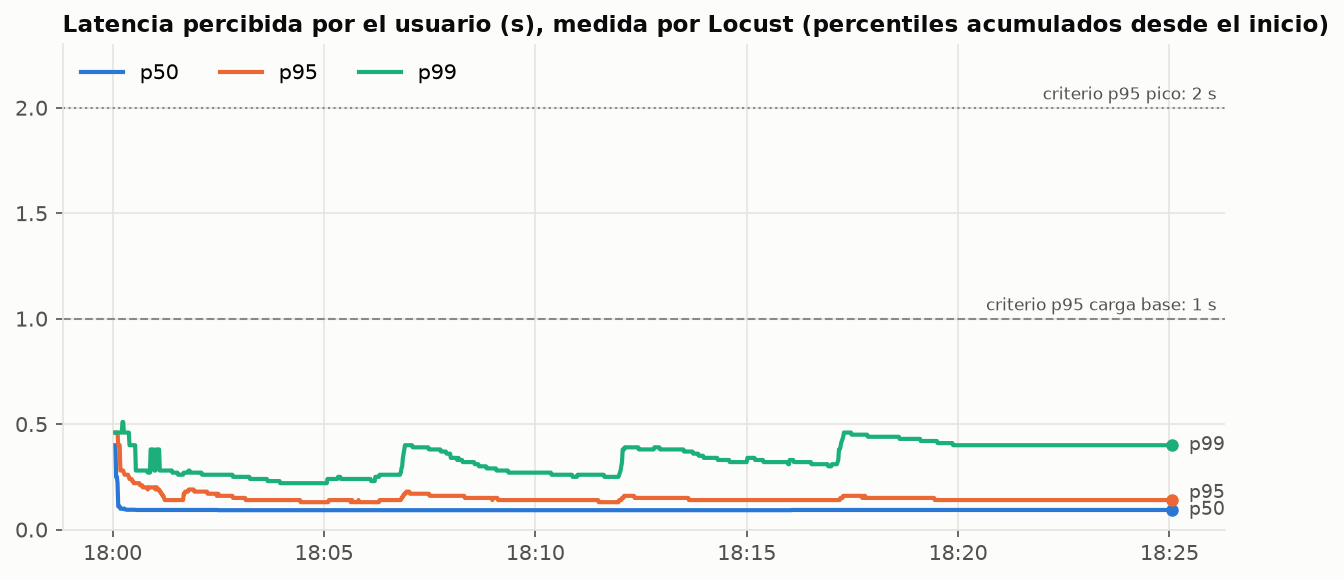 Latencia percibida por el usuario (s), medida por Locust (percentiles acumulados desde el inicio)
p50 p95 p99
criterio p95 pico: 2 s
2.0
1.5
criterio p95 carga base: 1 s
1.0
0.5
p99
p95
p50
0.0
18:00 18:05 18:10 18:15 18:20 18:25